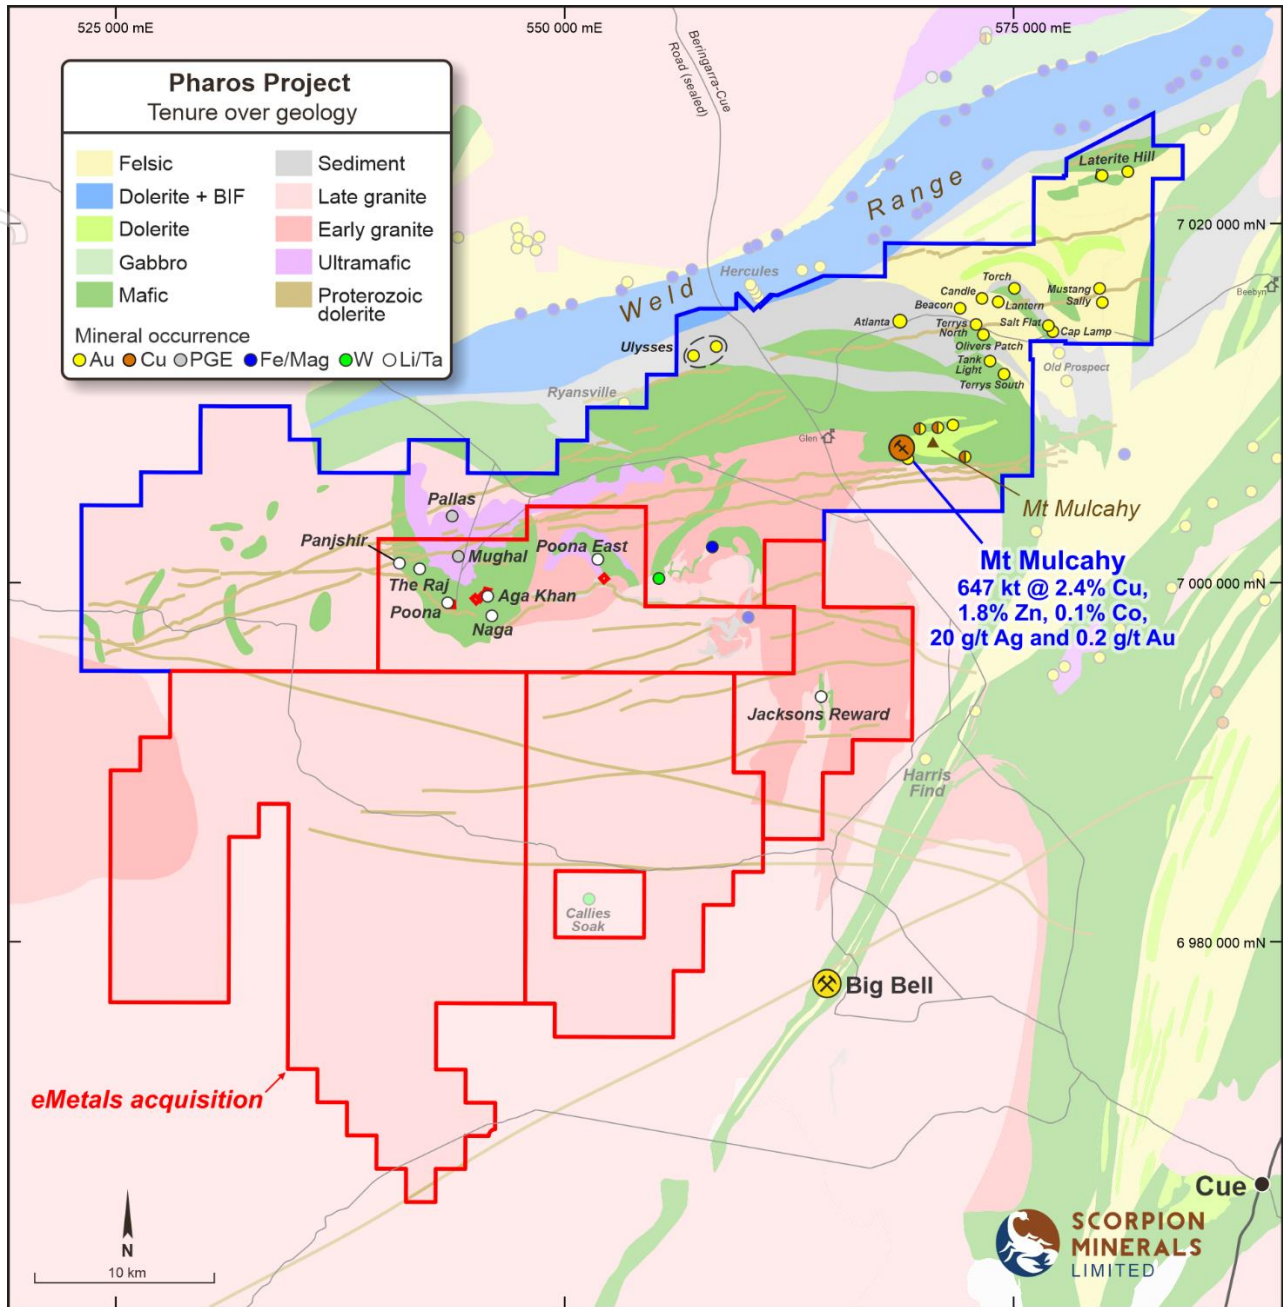 525 000 mE
550 000 mE
575 000 mE
Pharos Project
Tenure over geology
Felsic
Dolerite + BIF
Dolerite
Gabbro
Mafic
Sediment
Late granite
Early granite
Ultramafic
Proterozoic
dolerite
Mineral occurrence
Au
Cu
PGE
Fe/Mag
W
Li/Ta
Beringarra-Cue
Road (sealed)
Weld Range
Laterite Hill
7 020 000 mN
Hercules
Beebyn
Torch
Candle
Lantern
Beacon
Mustang
Sally
Atlanta
Terrys
North
Salt Flat
Cap Lamp
Olivers Patch
Ulysses
Tank
Light
Old Prospect
Terrys South
Ryansville
Glen
Mt Mulcahy
Pallas
Panjshir
Mughal
Poona East
The Raj
Aga Khan
Poona
Naga
Mt Mulcahy
647 kt @ 2.4% Cu,
1.8% Zn, 0.1% Co,
20 g/t Ag and 0.2 g/t Au
7 000 000 mN
Jacksons Reward
Harris
Find
Callies
Soak
6 980 000 mN
Big Bell
eMetals acquisition
Cue
N
10 km
SCORPION
MINERALS
LIMITED